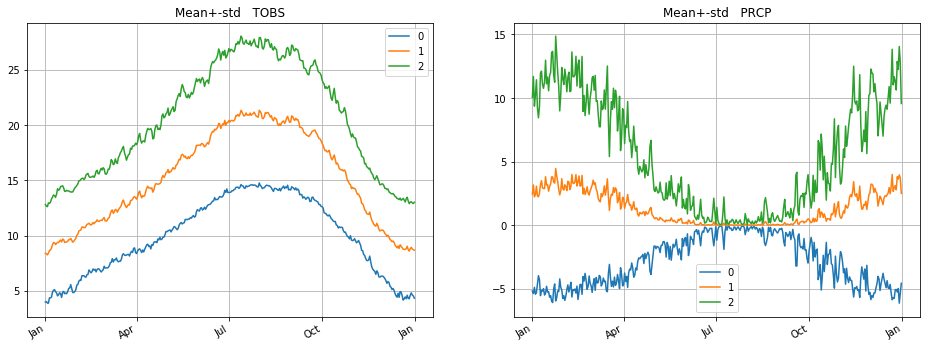 Mean+-std   TOBS
25
20
15
10
5
Jan
Apr
Jul
Oct
Jan
0
1
2
Mean+-std   PRCP
15
10
5
0
−5
Jan
Apr
Jul
Oct
Jan
0
1
2